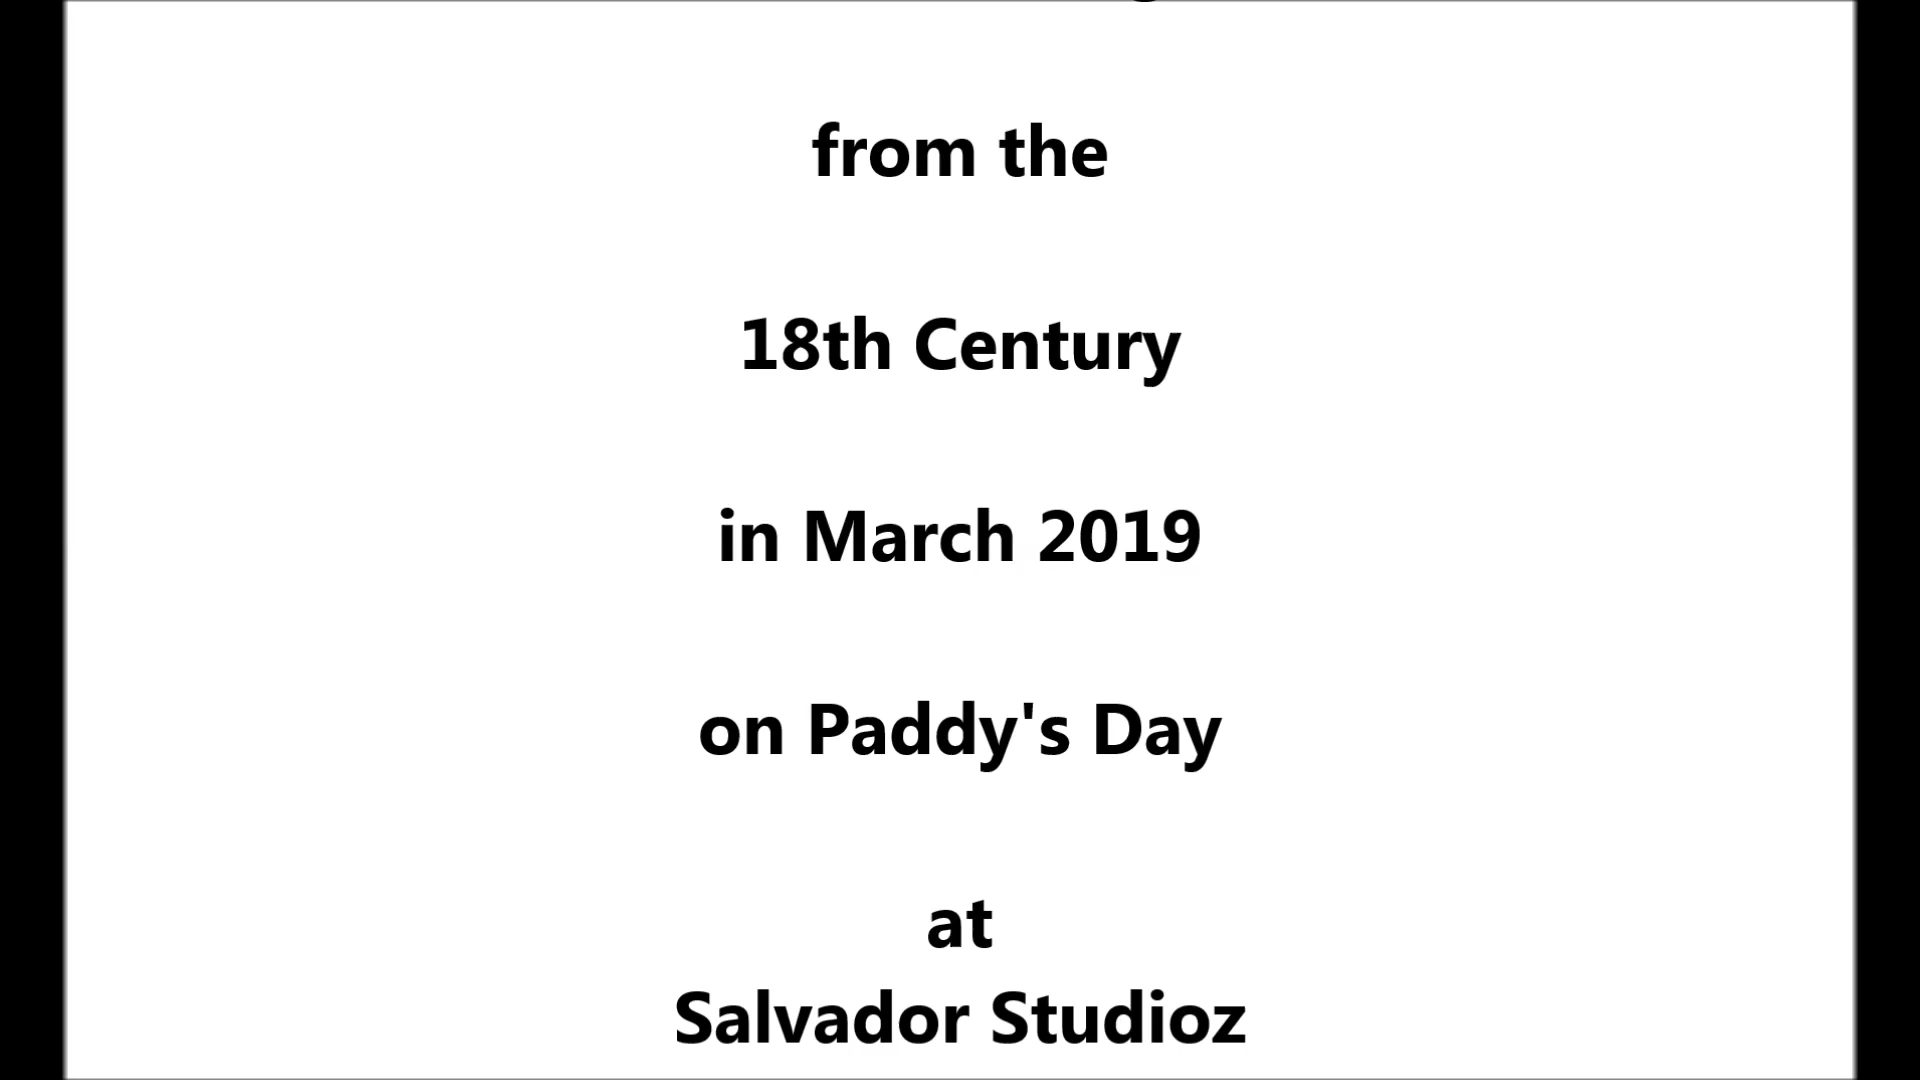 from the
18th Century
in March 2019
on Paddy's Day
at
Salvador Studioz